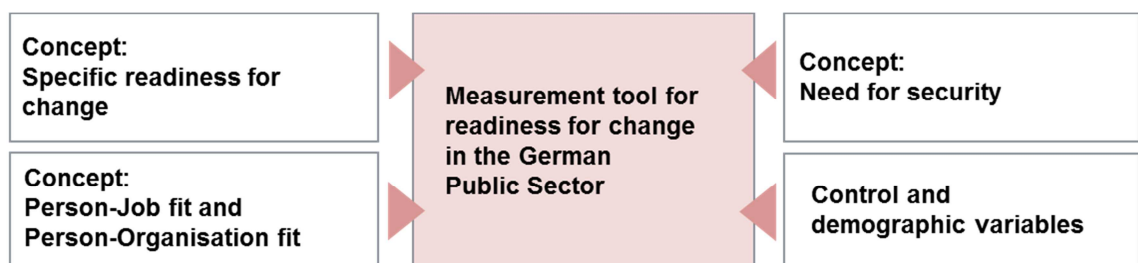 Concept:
Specific readiness for
change
Concept:
Person-Job fit and
Person-Organisation fit
Measurement tool for
readiness for change
in the German
Public Sector
Concept:
Need for security
Control and
demographic variables